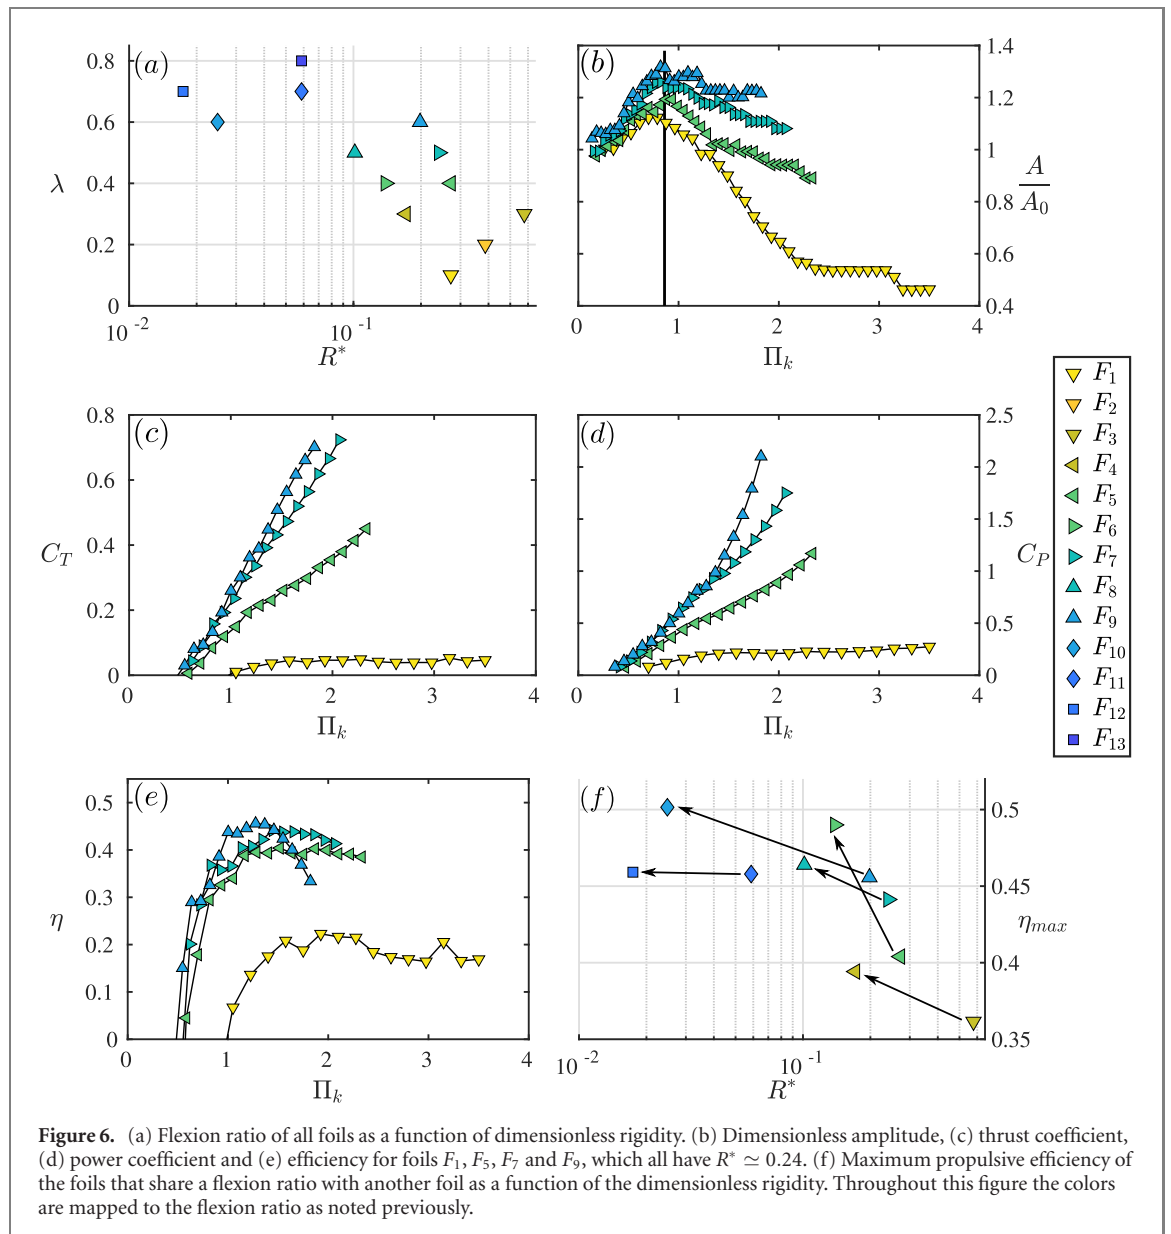 (a)
0.8
0.6
0.4
0.2
0
λ
10⁻² 10⁻¹
R*
(b)
1.4
1.2
1
0.8
0.6
0.4
A/A₀
0 1 2 3 4
Πₖ
(c)
0.8
0.6
0.4
0.2
0
C_T
0 1 2 3 4
Πₖ
(d)
2.5
2
1.5
1
0.5
0
C_P
0 1 2 3 4
Πₖ
F₁
F₂
F₃
F₄
F₅
F₆
F₇
F₈
F₉
F₁₀
F₁₁
F₁₂
F₁₃
(e)
0.5
0.4
0.3
0.2
0.1
0
η
0 1 2 3 4
Πₖ
(f)
0.5
0.45
0.4
0.35
η_max
10⁻² 10⁻¹
R*
Figure 6. (a) Flexion ratio of all foils as a function of dimensionless rigidity. (b) Dimensionless amplitude, (c) thrust coefficient,
(d) power coefficient and (e) efficiency for foils F₁, F₅, F₇ and F₉, which all have R* ≃ 0.24. (f) Maximum propulsive efficiency of
the foils that share a flexion ratio with another foil as a function of the dimensionless rigidity. Throughout this figure the colors
are mapped to the flexion ratio as noted previously.